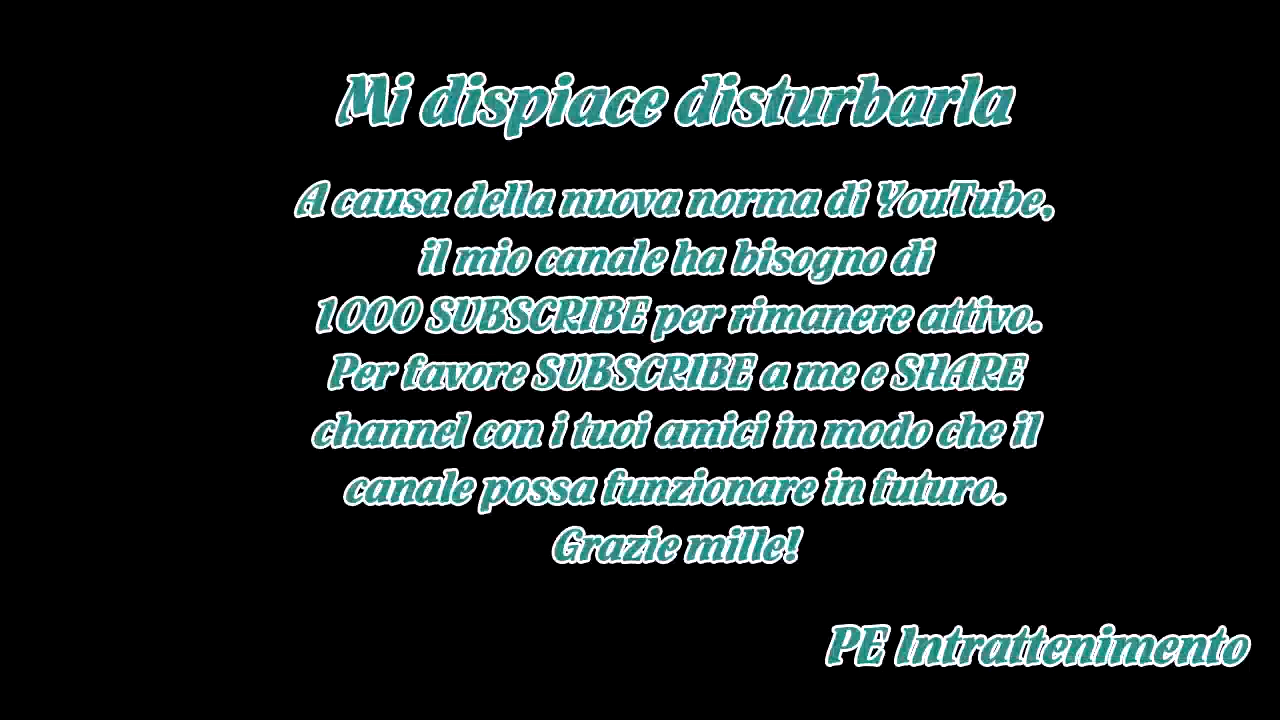 Mi dispiace disturbarla
A causa della nuova norma di YouTube,
il mio canale ha bisogno di
1000 SUBSCRIBE per rimanere attivo.
Per favore SUBSCRIBE a me e SHARE
channel con i tuoi amici in modo che il
canale possa funzionare in futuro.
Grazie mille!
PE Intrattenimento